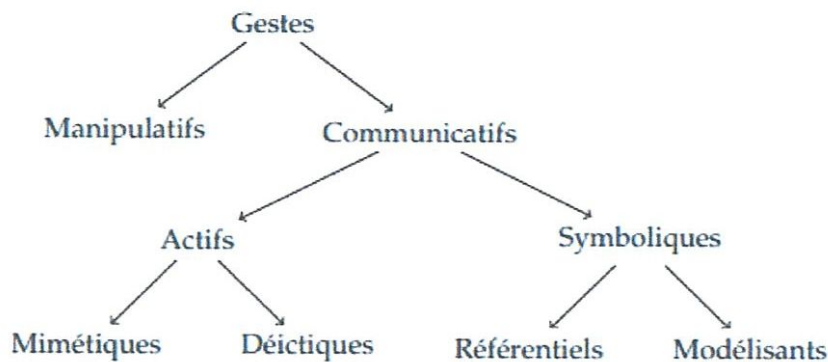 Gestes
Manipulatifs Communicatifs
Actifs Symboliques
Mimétiques Déictiques Référentiels Modélisants